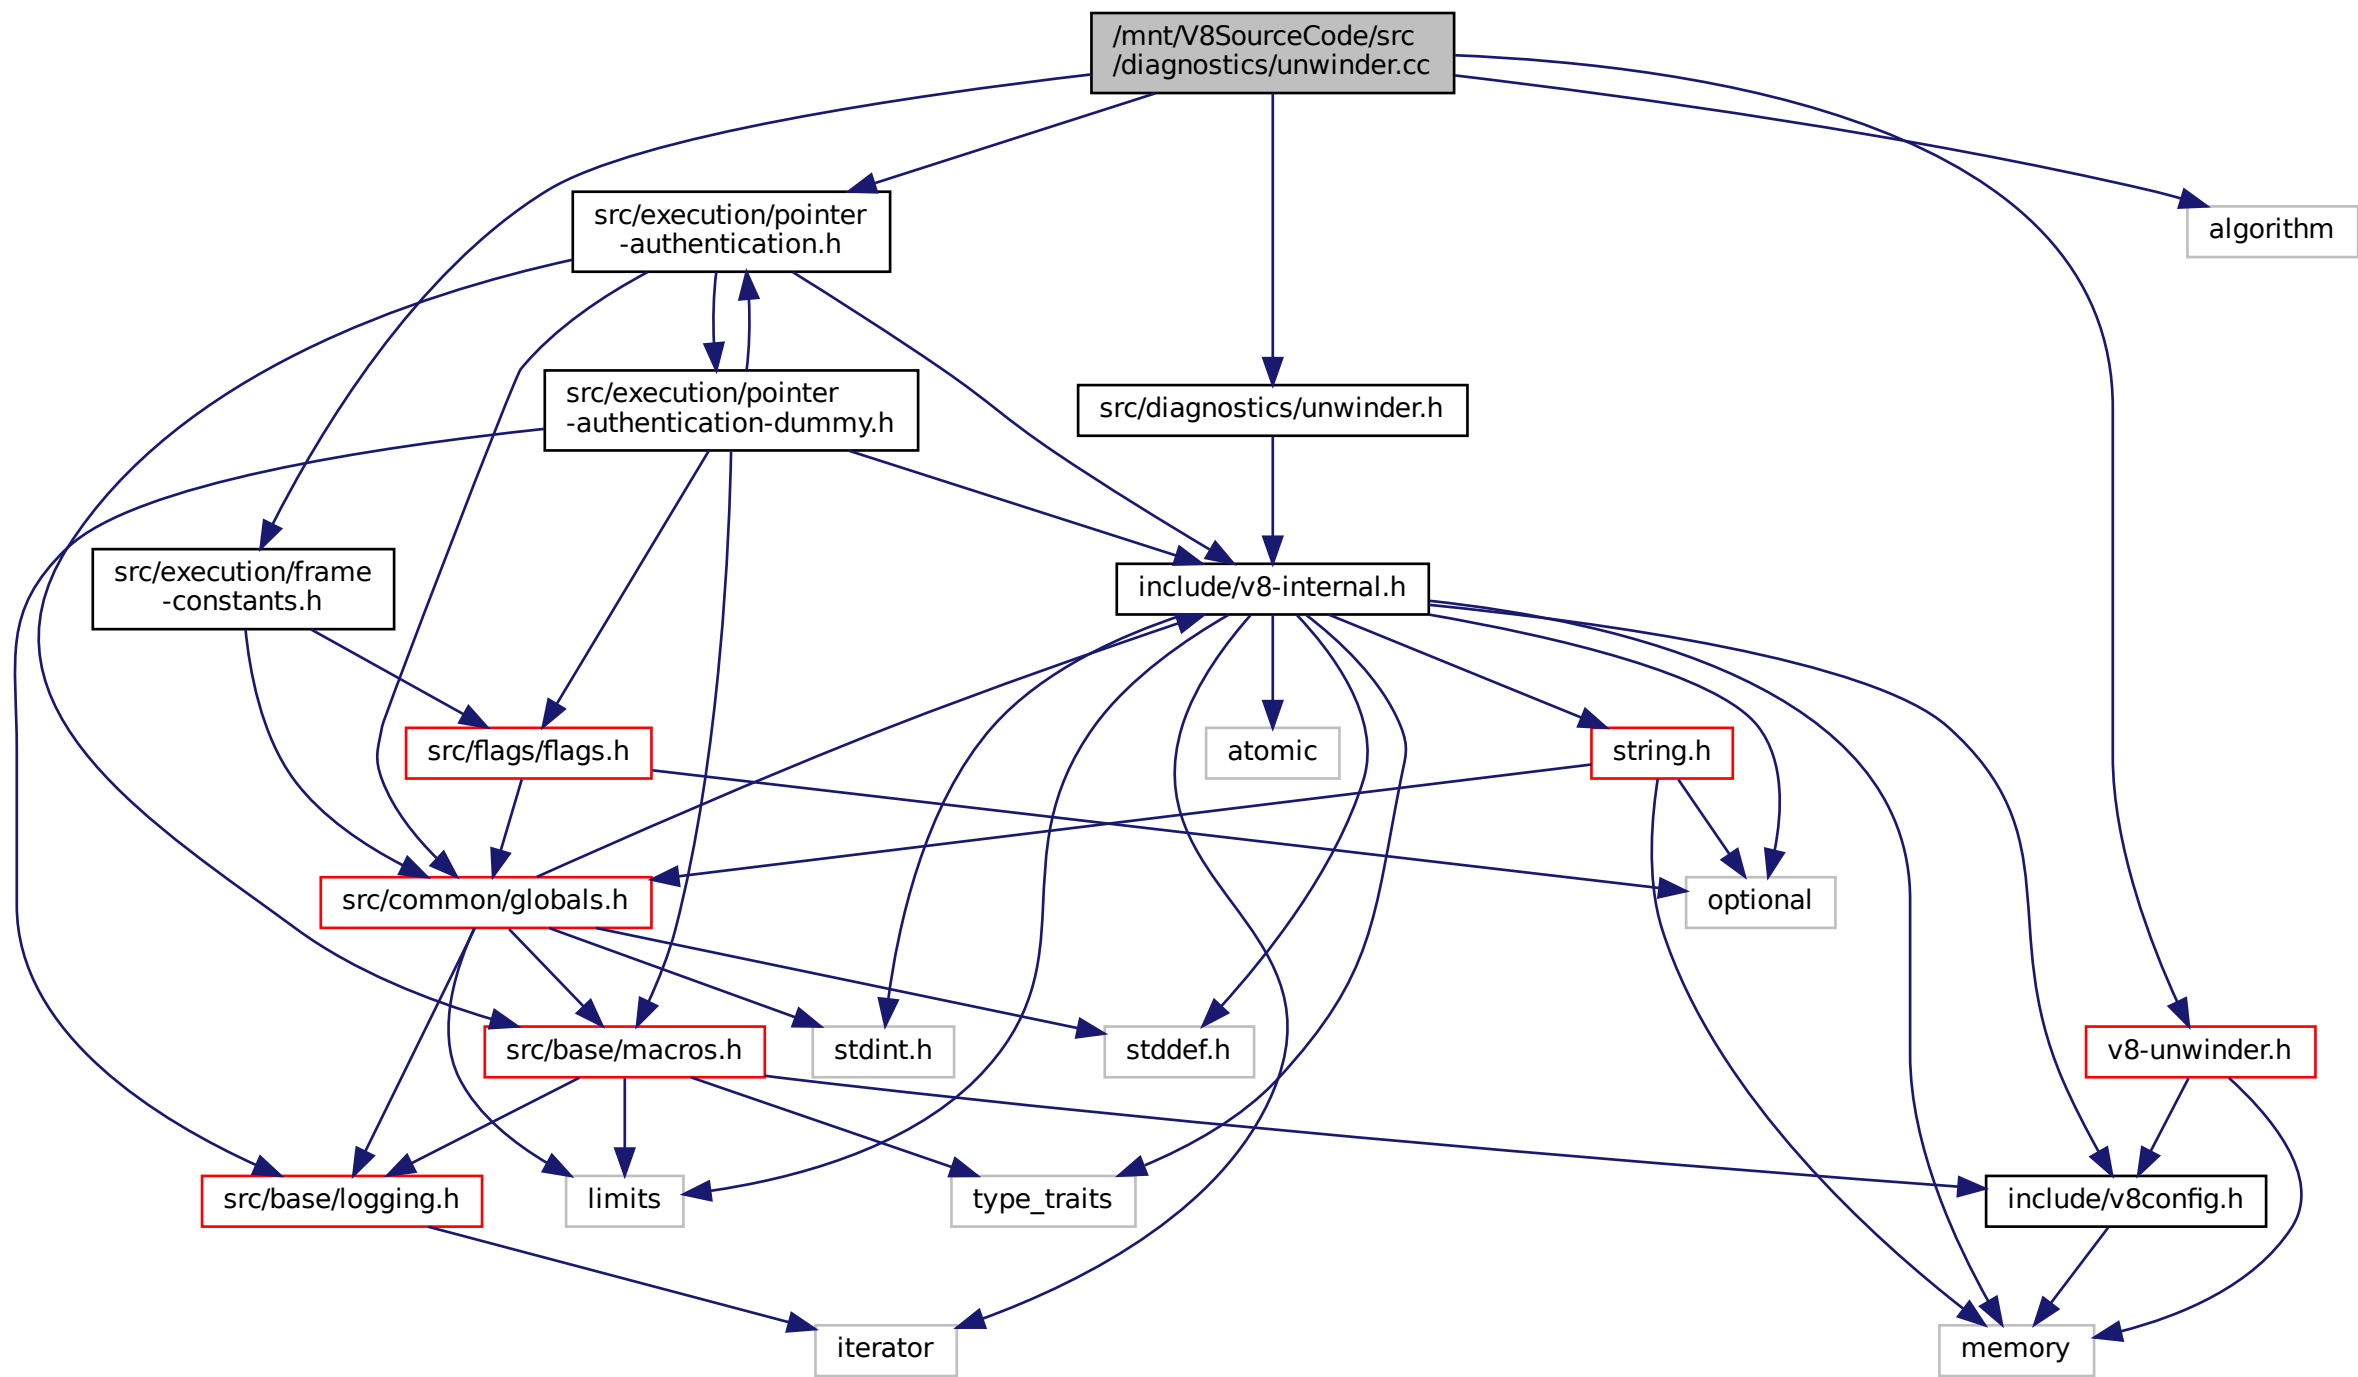 /mnt/V8SourceCode/src
/diagnostics/unwinder.cc
src/execution/pointer
-authentication.h
algorithm
src/execution/pointer
-authentication-dummy.h
src/diagnostics/unwinder.h
src/execution/frame
-constants.h
include/v8-internal.h
src/flags/flags.h
atomic
string.h
src/common/globals.h
optional
src/base/macros.h
stdint.h
stddef.h
v8-unwinder.h
src/base/logging.h
limits
type_traits
include/v8config.h
iterator
memory